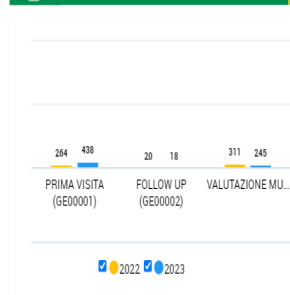 264 438 20 18 311 245
PRIMA VISITA FOLLOW UP VALUTAZIONE MU...
(GE00001) (GE00002)
2022 2023